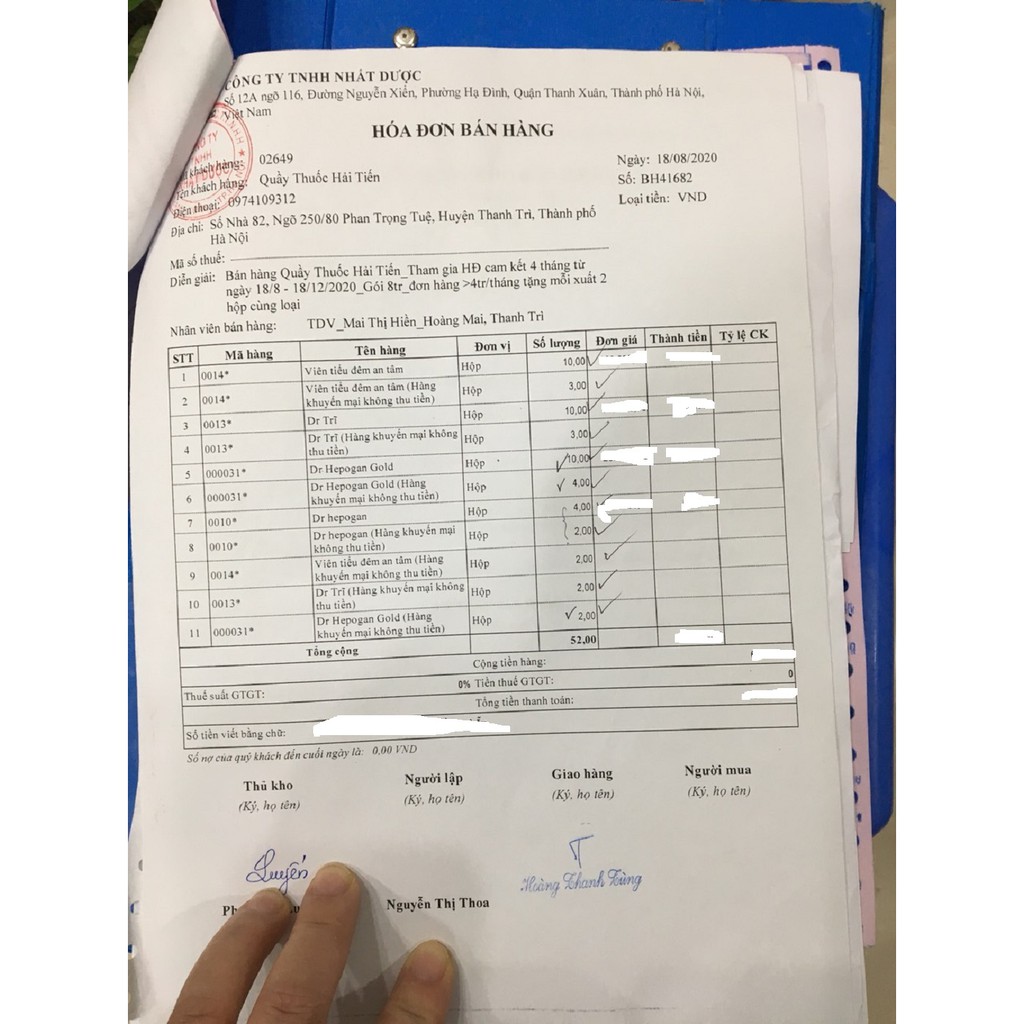 CÔNG TY TNHH NHẤT DƯỢC
Số 12A ngõ 116, Đường Nguyễn Xiển, Phường Hạ Đình, Quận Thanh Xuân, Thành phố Hà Nội,
Việt Nam
HÓA ĐƠN BÁN HÀNG
khách hàng: 02649
Ngày: 18/08/2020
Tên khách hàng: Quầy Thuốc Hải Tiến
Số: BH41682
Điện thoại: 0974109312
Loại tiền: VND
Địa chỉ: Số Nhà 82, Ngõ 250/80 Phan Trọng Tuệ, Huyện Thanh Trì, Thành phố
Hà Nội
Mã số thuế:
Diễn giải: Bán hàng Quầy Thuốc Hải Tiến_Tham gia HĐ cam kết 4 tháng từ
ngày 18/8 - 18/12/2020_Gói 8tr_đơn hàng >4tr/tháng tặng mỗi xuất 2
hộp cùng loại
Nhân viên bán hàng: TDV_Mai Thị Hiền_Hoàng Mai, Thanh Trì
STT Mã hàng Tên hàng Đơn vị Số lượng Đơn giá Thành tiền Tỷ lệ CK
1 0014* Viên tiểu đêm an tâm Hộp 10,00
2 0014* Viên tiểu đêm an tâm (Hàng khuyến mại không thu tiền) Hộp 3,00
3 0013* Dr Trĩ Hộp 10,00
4 0013* Dr Trĩ (Hàng khuyến mại không thu tiền) Hộp 3,00
5 000031* Dr Hepogan Gold Hộp 10,00
6 000031* Dr Hepogan Gold (Hàng khuyến mại không thu tiền) Hộp 4,00
7 0010* Dr hepogan Hộp 4,00
8 0010* Dr hepogan (Hàng khuyến mại không thu tiền) Hộp 2,00
9 0014* Viên tiểu đêm an tâm (Hàng khuyến mại không thu tiền) Hộp 2,00
10 0013* Dr Trĩ (Hàng khuyến mại không thu tiền) Hộp 2,00
11 000031* Dr Hepogan Gold (Hàng khuyến mại không thu tiền) Hộp 2,00
Tổng cộng 52,00
Cộng tiền hàng:
Thuế suất GTGT: 0% Tiền thuế GTGT: 0
Tổng tiền thanh toán:
Số tiền viết bằng chữ:
Số nợ của quý khách đến cuối ngày là: 0,00 VND
Thủ kho Người lập Giao hàng Người mua
(Ký, họ tên) (Ký, họ tên) (Ký, họ tên) (Ký, họ tên)
Luyến
Hoàng Thanh Tùng
Nguyễn Thị Thoa